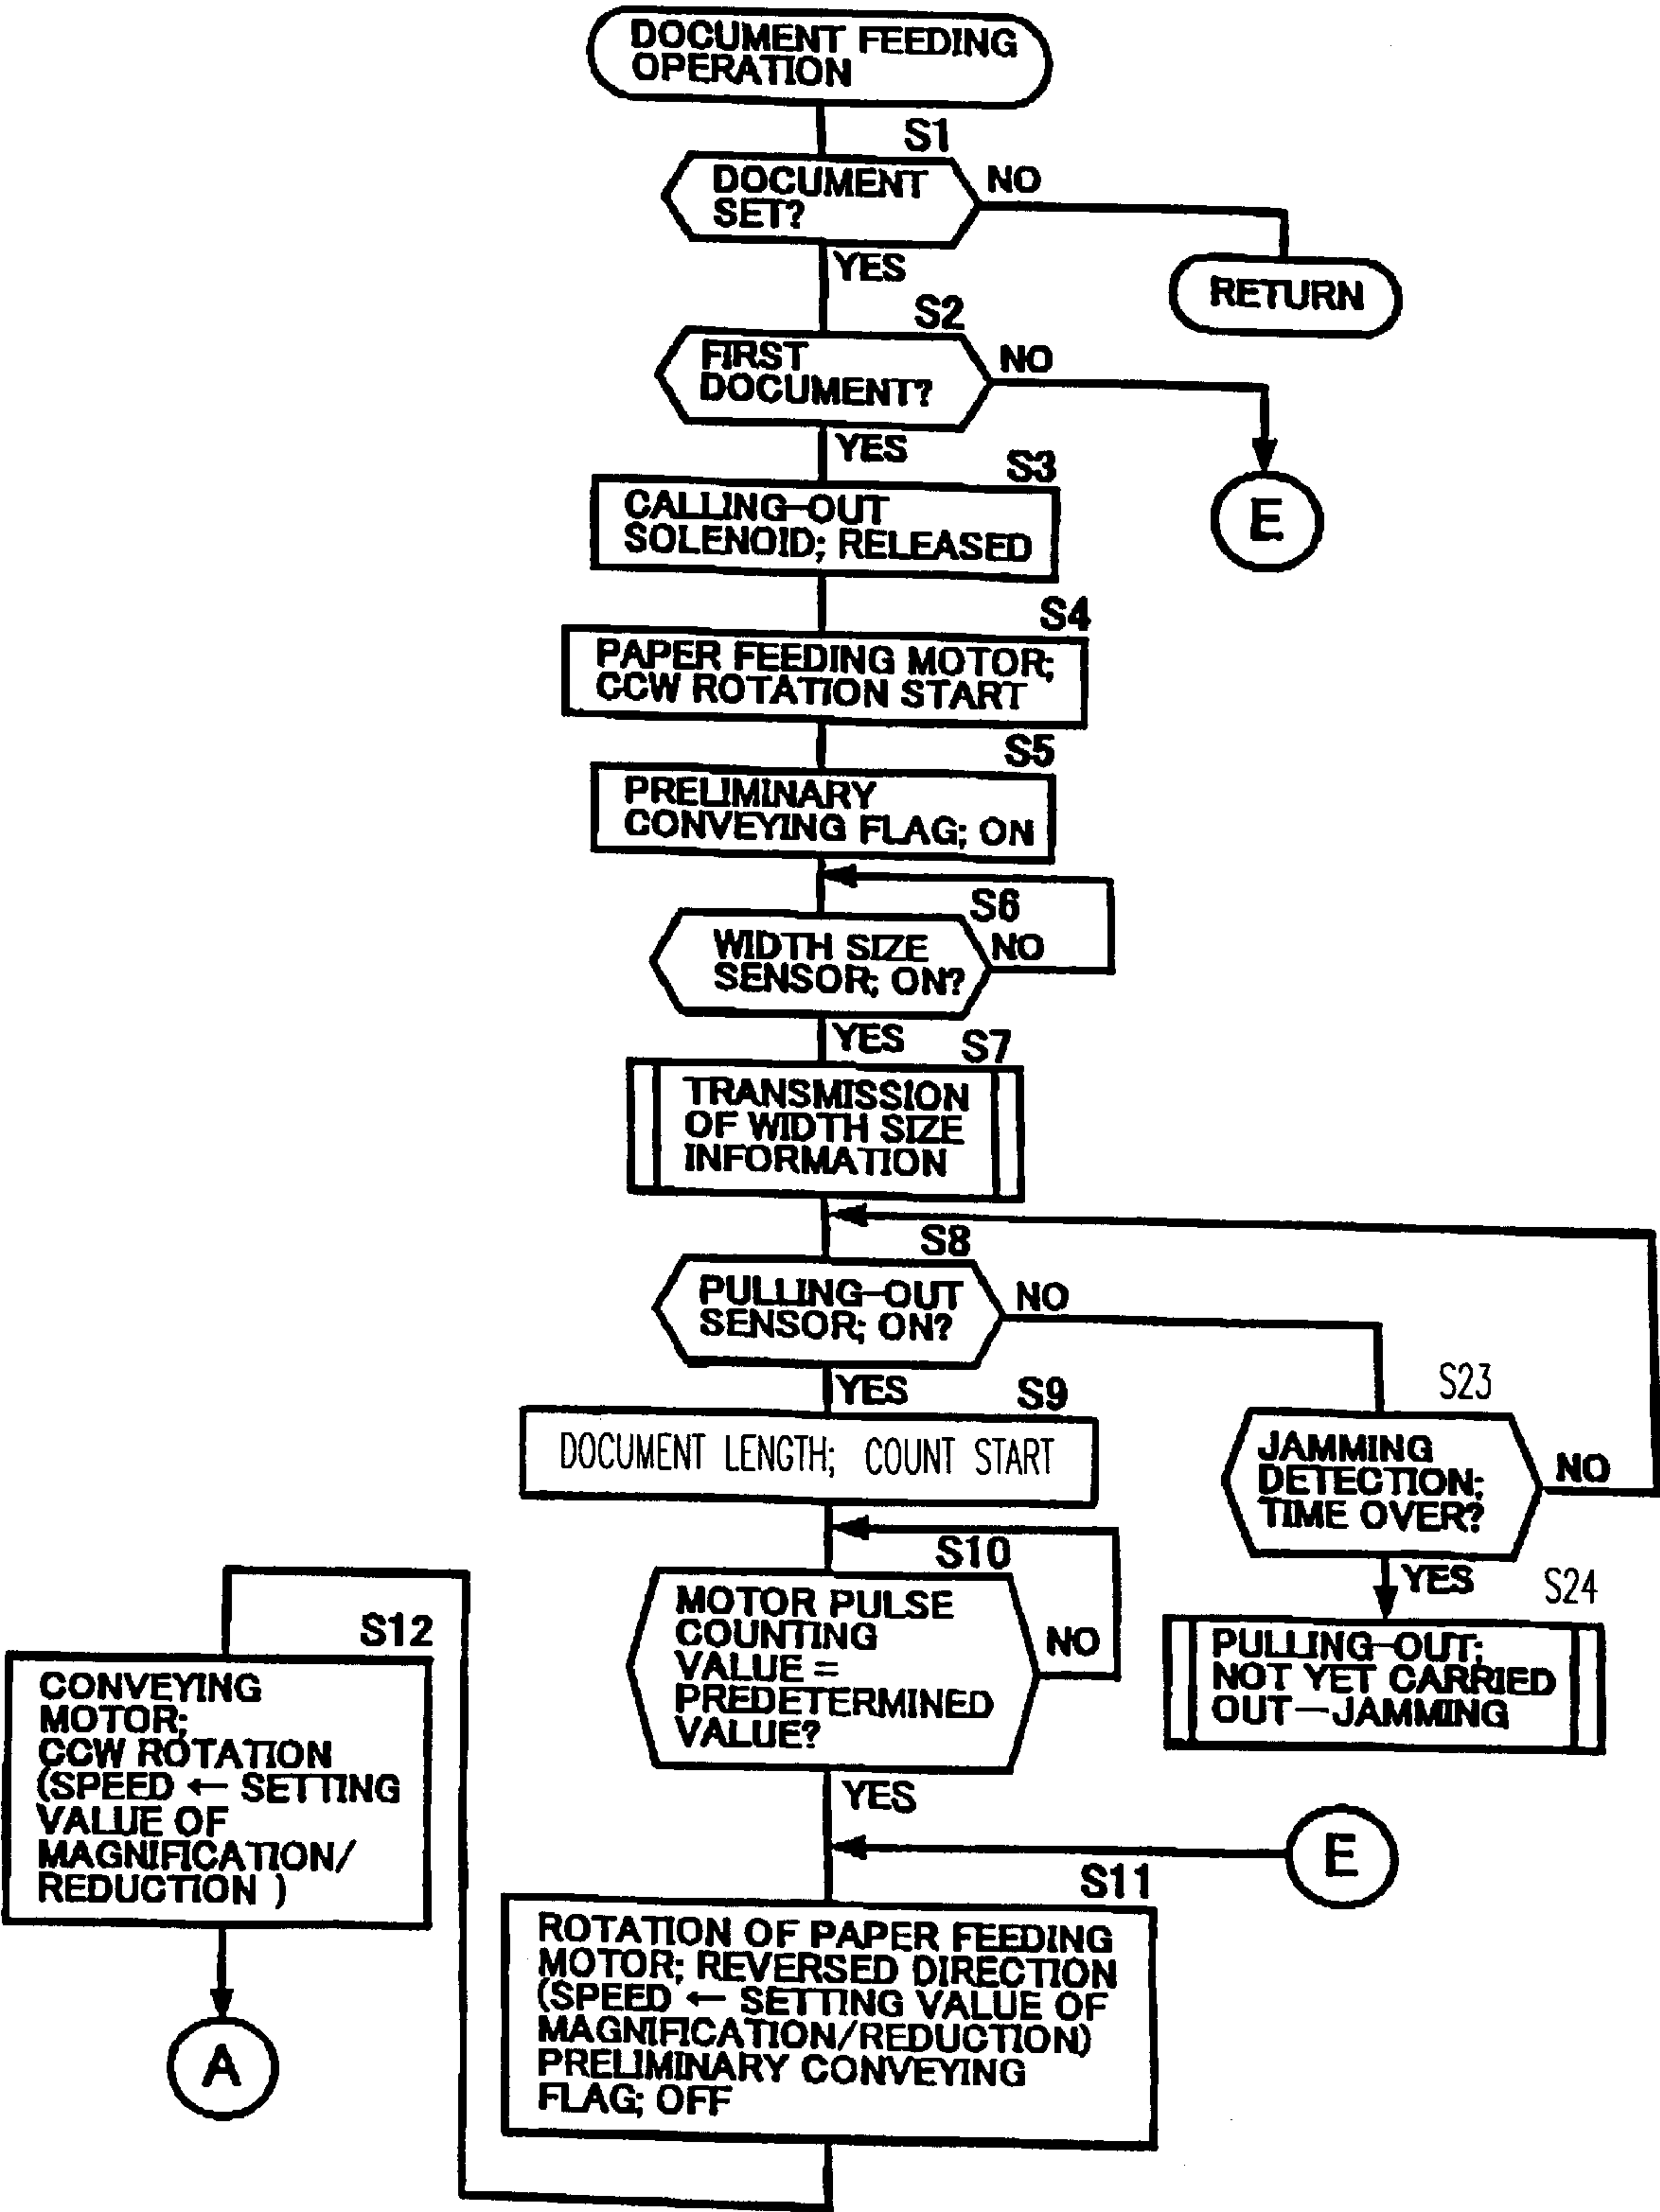 DOCUMENT FEEDING
OPERATION
S1
DOCUMENT
SET?
NO
YES
RETURN
S2
FIRST
DOCUMENT?
NO
YES
E
S3
CALLING-OUT
SOLENOID; RELEASED
S4
PAPER FEEDING MOTOR;
CCW ROTATION START
S5
PRELIMINARY
CONVEYING FLAG; ON
S6
WIDTH SIZE
SENSOR; ON?
NO
YES
S7
TRANSMISSION
OF WIDTH SIZE
INFORMATION
S8
PULLING-OUT
SENSOR; ON?
NO
YES
S9
DOCUMENT LENGTH; COUNT START
S23
JAMMING
DETECTION;
TIME OVER?
NO
YES
S24
PULLING-OUT;
NOT YET CARRIED
OUT—JAMMING
S10
MOTOR PULSE
COUNTING
VALUE =
PREDETERMINED
VALUE?
NO
YES
E
S11
ROTATION OF PAPER FEEDING
MOTOR; REVERSED DIRECTION
(SPEED ← SETTING VALUE OF
MAGNIFICATION/REDUCTION)
PRELIMINARY CONVEYING
FLAG; OFF
S12
CONVEYING
MOTOR;
CCW ROTATION
(SPEED ← SETTING
VALUE OF
MAGNIFICATION/
REDUCTION )
A